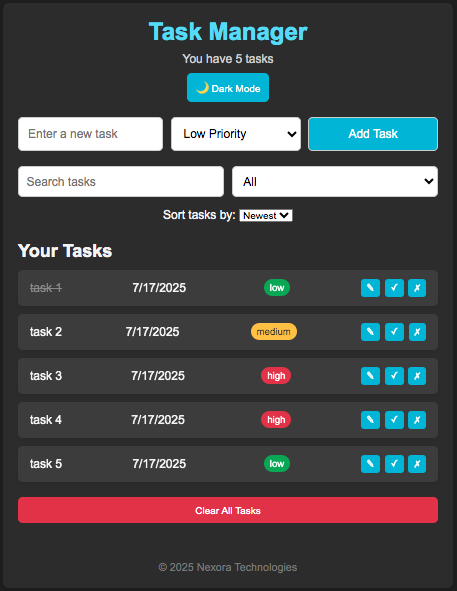 Task Manager
You have 5 tasks
🌙 Dark Mode
Enter a new task Low Priority Add Task
Search tasks All
Sort tasks by: Newest
Your Tasks
task 1 7/17/2025 low ✎ ✓ ✗
task 2 7/17/2025 medium ✎ ✓ ✗
task 3 7/17/2025 high ✎ ✓ ✗
task 4 7/17/2025 high ✎ ✓ ✗
task 5 7/17/2025 low ✎ ✓ ✗
Clear All Tasks
© 2025 Nexora Technologies